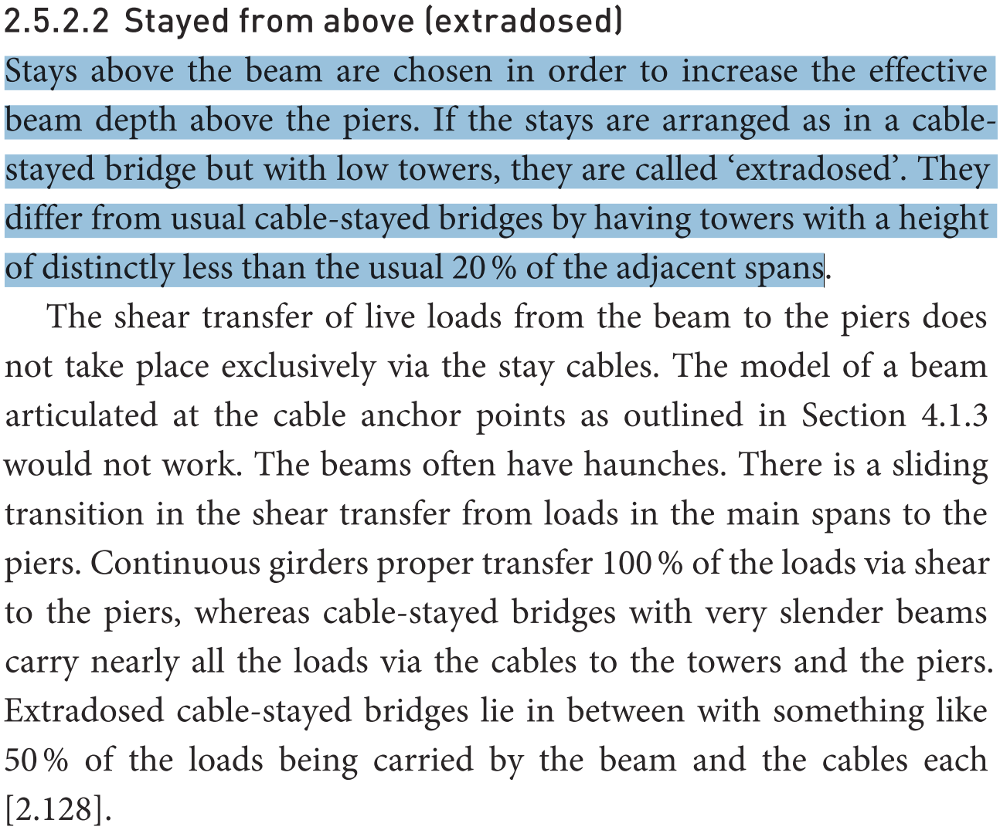 2.5.2.2 Stayed from above (extradosed)
Stays above the beam are chosen in order to increase the effective
beam depth above the piers. If the stays are arranged as in a cable-
stayed bridge but with low towers, they are called ‘extradosed’. They
differ from usual cable-stayed bridges by having towers with a height
of distinctly less than the usual 20 % of the adjacent spans.
The shear transfer of live loads from the beam to the piers does
not take place exclusively via the stay cables. The model of a beam
articulated at the cable anchor points as outlined in Section 4.1.3
would not work. The beams often have haunches. There is a sliding
transition in the shear transfer from loads in the main spans to the
piers. Continuous girders proper transfer 100 % of the loads via shear
to the piers, whereas cable-stayed bridges with very slender beams
carry nearly all the loads via the cables to the towers and the piers.
Extradosed cable-stayed bridges lie in between with something like
50 % of the loads being carried by the beam and the cables each
[2.128].